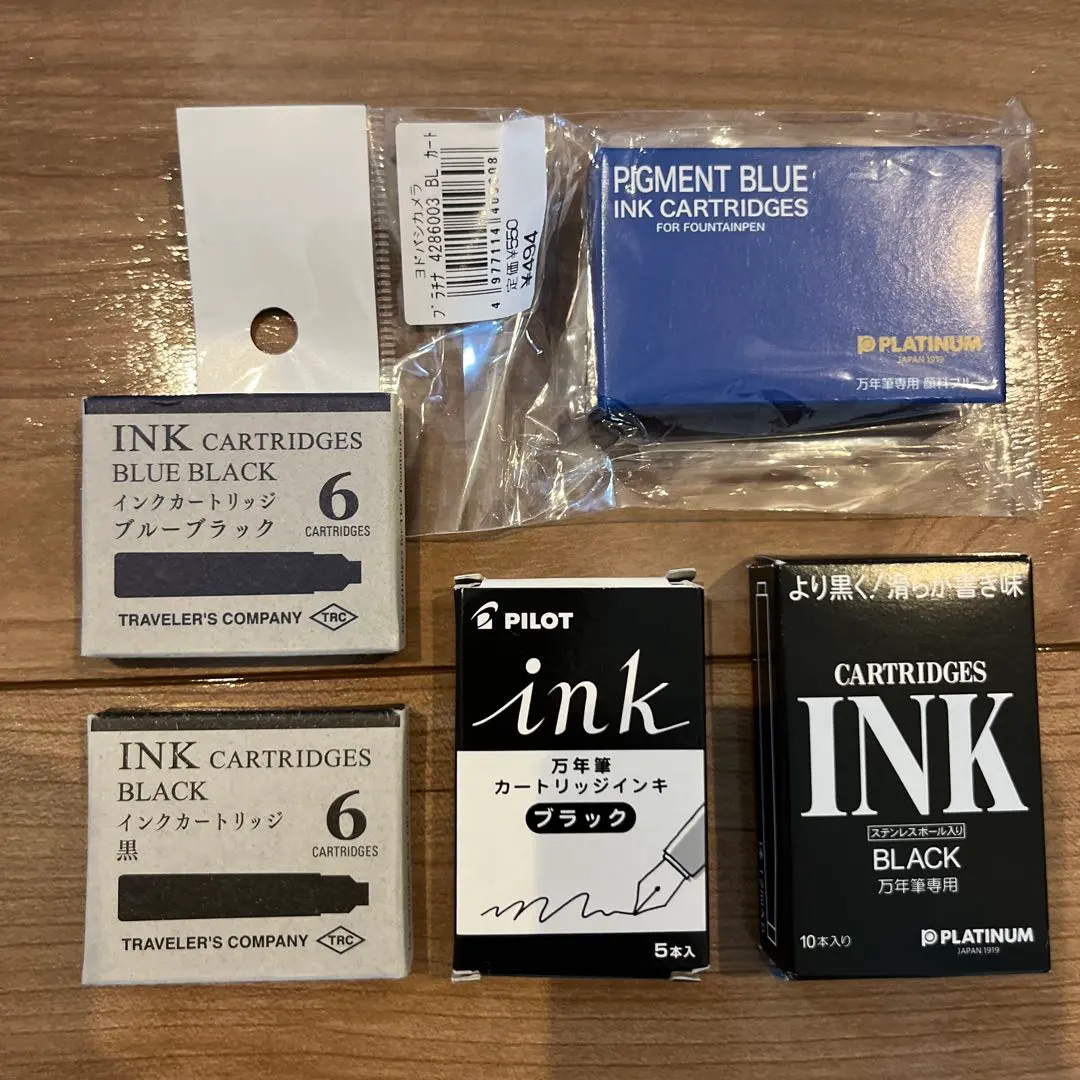 ヨドバシカメラ
プラチナ 4286003 BL カート
定価 ¥550
¥494
PIGMENT BLUE
INK CARTRIDGES
FOR FOUNTAINPEN
PLATINUM
JAPAN 1919
万年筆専用 顔料ブルー
INK CARTRIDGES
BLUE BLACK
インクカートリッジ
ブルーブラック
6
CARTRIDGES
TRAVELER'S COMPANY TRC
INK CARTRIDGES
BLACK
インクカートリッジ
黒
6
CARTRIDGES
TRAVELER'S COMPANY TRC
PILOT
ink
万年筆
カートリッジインキ
ブラック
5本入
より黒く!滑らか書き味
CARTRIDGES
INK
ステンレスボール入り
BLACK
万年筆専用
10本入り
PLATINUM
JAPAN 1919